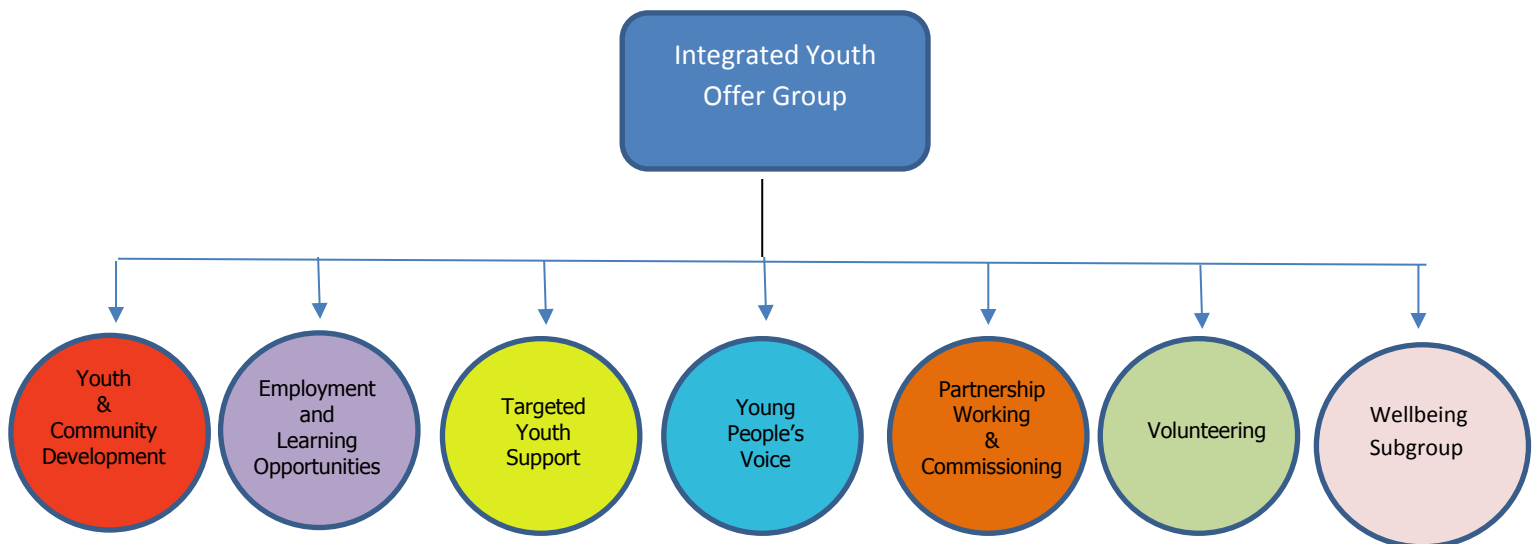 Integrated Youth
Offer Group
Youth
&
Community
Development
Employment
and
Learning
Opportunities
Targeted
Youth
Support
Young
People’s
Voice
Partnership
Working
&
Commissioning
Volunteering
Wellbeing
Subgroup